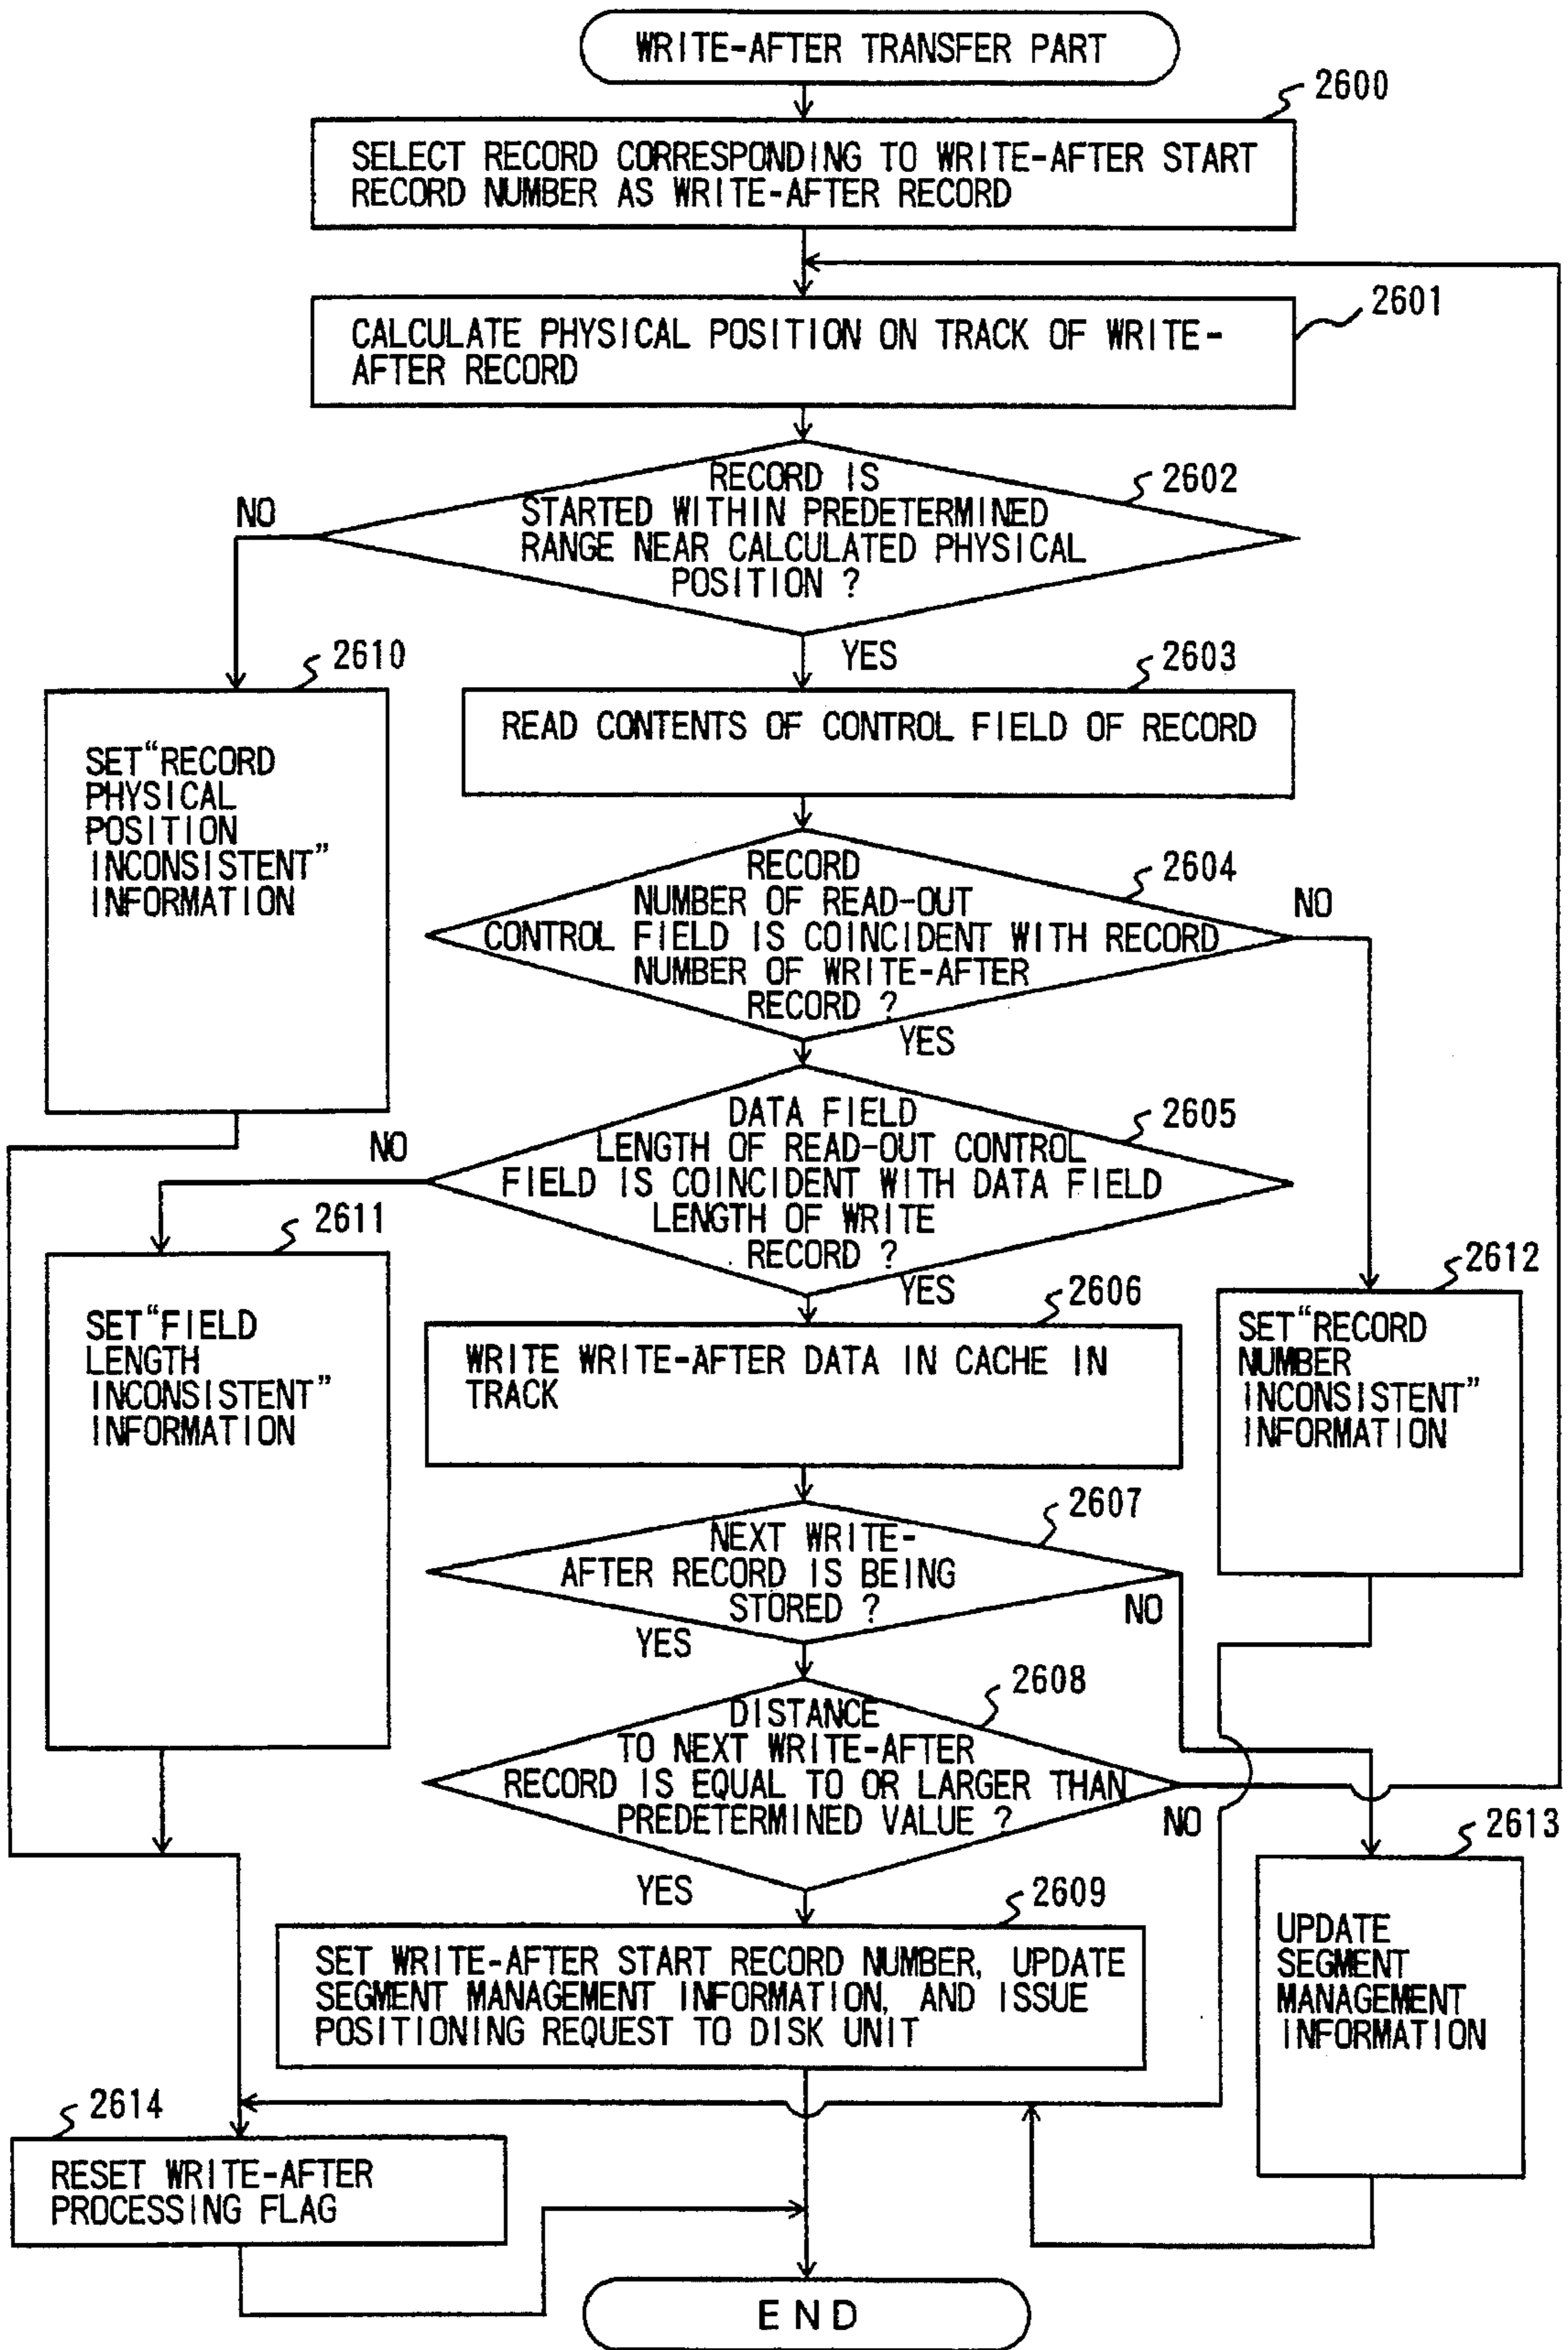 WRITE-AFTER TRANSFER PART
2600
SELECT RECORD CORRESPONDING TO WRITE-AFTER START
RECORD NUMBER AS WRITE-AFTER RECORD
2601
CALCULATE PHYSICAL POSITION ON TRACK OF WRITE-
AFTER RECORD
2602
RECORD IS
STARTED WITHIN PREDETERMINED
RANGE NEAR CALCULATED PHYSICAL
POSITION ?
NO
YES
2610
SET“RECORD
PHYSICAL
POSITION
INCONSISTENT”
INFORMATION
2603
READ CONTENTS OF CONTROL FIELD OF RECORD
2604
RECORD
NUMBER OF READ-OUT
CONTROL FIELD IS COINCIDENT WITH RECORD
NUMBER OF WRITE-AFTER
RECORD ?
NO
YES
2605
DATA FIELD
LENGTH OF READ-OUT CONTROL
FIELD IS COINCIDENT WITH DATA FIELD
LENGTH OF WRITE
RECORD ?
NO
YES
2611
SET“FIELD
LENGTH
INCONSISTENT”
INFORMATION
2606
WRITE WRITE-AFTER DATA IN CACHE IN
TRACK
2612
SET“RECORD
NUMBER
INCONSISTENT”
INFORMATION
2607
NEXT WRITE-
AFTER RECORD IS BEING
STORED ?
NO
YES
2608
DISTANCE
TO NEXT WRITE-AFTER
RECORD IS EQUAL TO OR LARGER THAN
PREDETERMINED VALUE ?
NO
YES
2613
UPDATE
SEGMENT
MANAGEMENT
INFORMATION
2609
SET WRITE-AFTER START RECORD NUMBER, UPDATE
SEGMENT MANAGEMENT INFORMATION, AND ISSUE
POSITIONING REQUEST TO DISK UNIT
2614
RESET WRITE-AFTER
PROCESSING FLAG
END